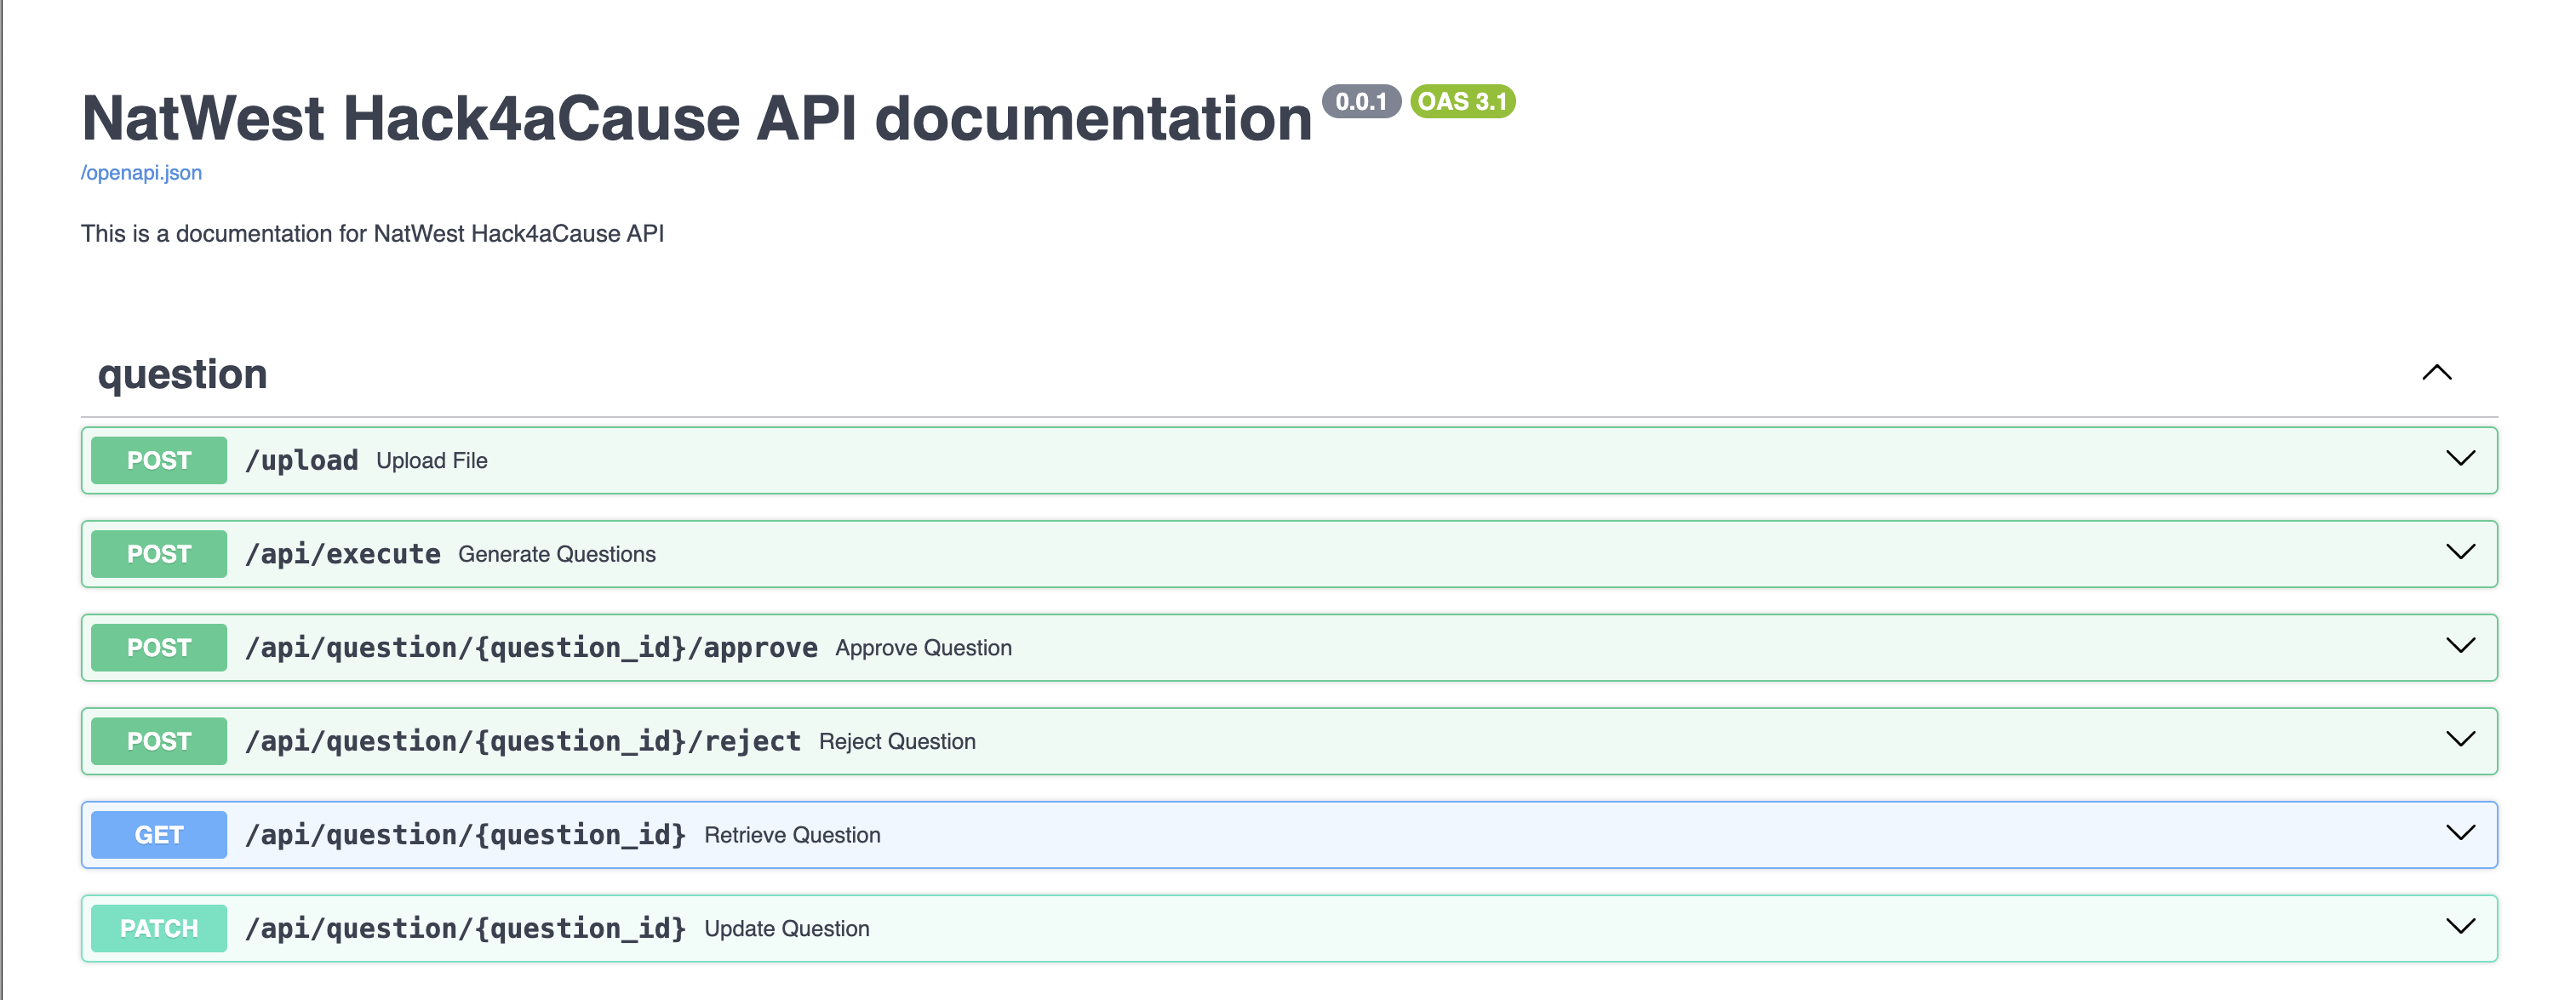 NatWest Hack4aCause API documentation 0.0.1 OAS 3.1
/openapi.json
This is a documentation for NatWest Hack4aCause API
question
POST /upload Upload File
POST /api/execute Generate Questions
POST /api/question/{question_id}/approve Approve Question
POST /api/question/{question_id}/reject Reject Question
GET /api/question/{question_id} Retrieve Question
PATCH /api/question/{question_id} Update Question